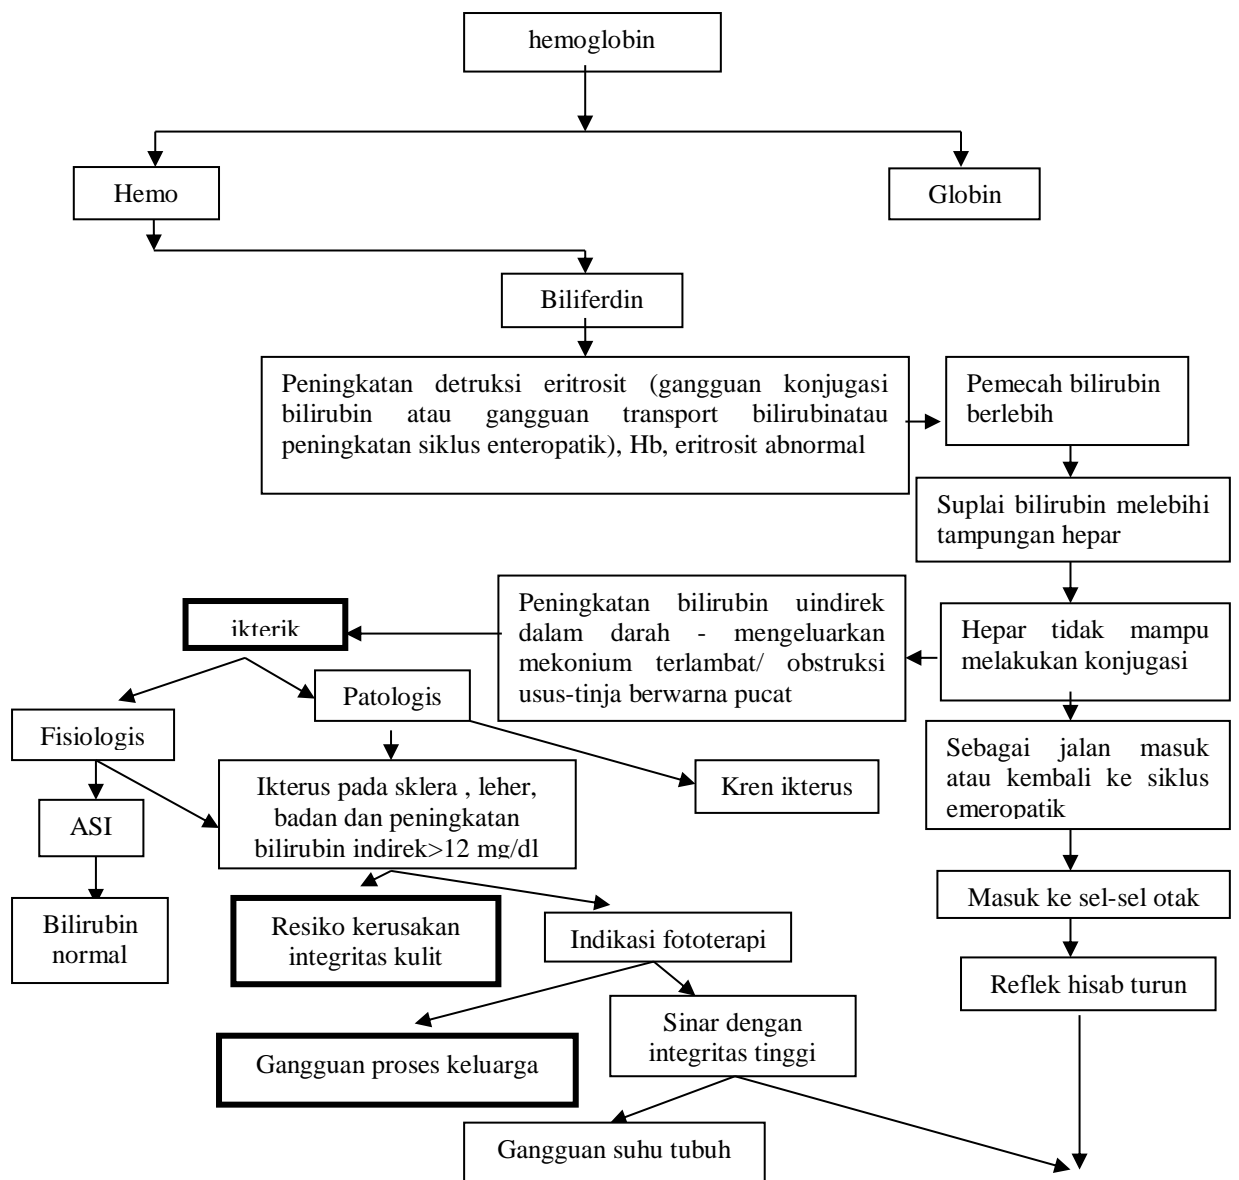 hemoglobin
Hemo
Globin
Biliferdin
Peningkatan detruksi eritrosit (gangguan konjugasi
bilirubin atau gangguan transport bilirubinatau
peningkatan siklus enteropatik), Hb, eritrosit abnormal
Pemecah bilirubin
berlebih
Suplai bilirubin melebihi
tampungan hepar
Peningkatan bilirubin uindirek
dalam darah - mengeluarkan
mekonium terlambat/ obstruksi
usus-tinja berwarna pucat
ikterik
Hepar tidak mampu
melakukan konjugasi
Patologis
Fisiologis
Sebagai jalan masuk
atau kembali ke siklus
emeropatik
Ikterus pada sklera , leher,
badan dan peningkatan
bilirubin indirek>12 mg/dl
Kren ikterus
ASI
Masuk ke sel-sel otak
Bilirubin
normal
Resiko kerusakan
integritas kulit
Indikasi fototerapi
Reflek hisab turun
Sinar dengan
integritas tinggi
Gangguan proses keluarga
Gangguan suhu tubuh